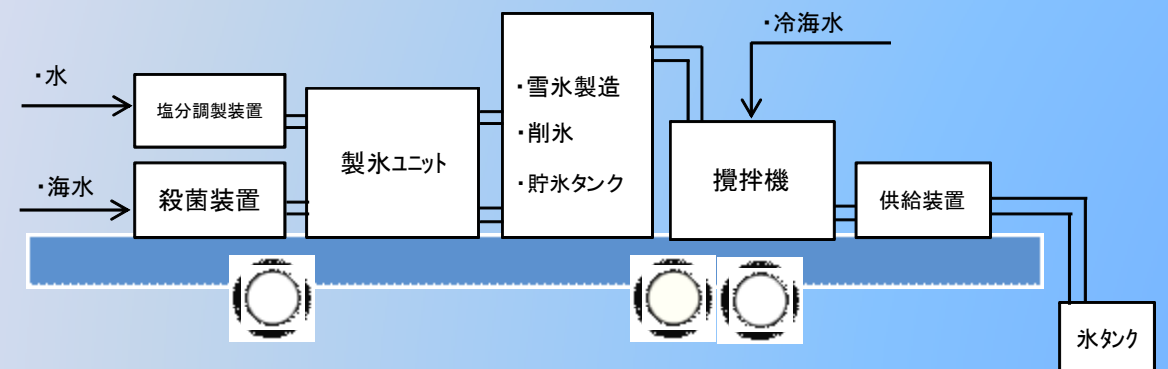 ・水
塩分調製装置
・海水
殺菌装置
製氷ユニット
・雪氷製造
・削氷
・貯氷タンク
・冷海水
攪拌機
供給装置
氷タンク